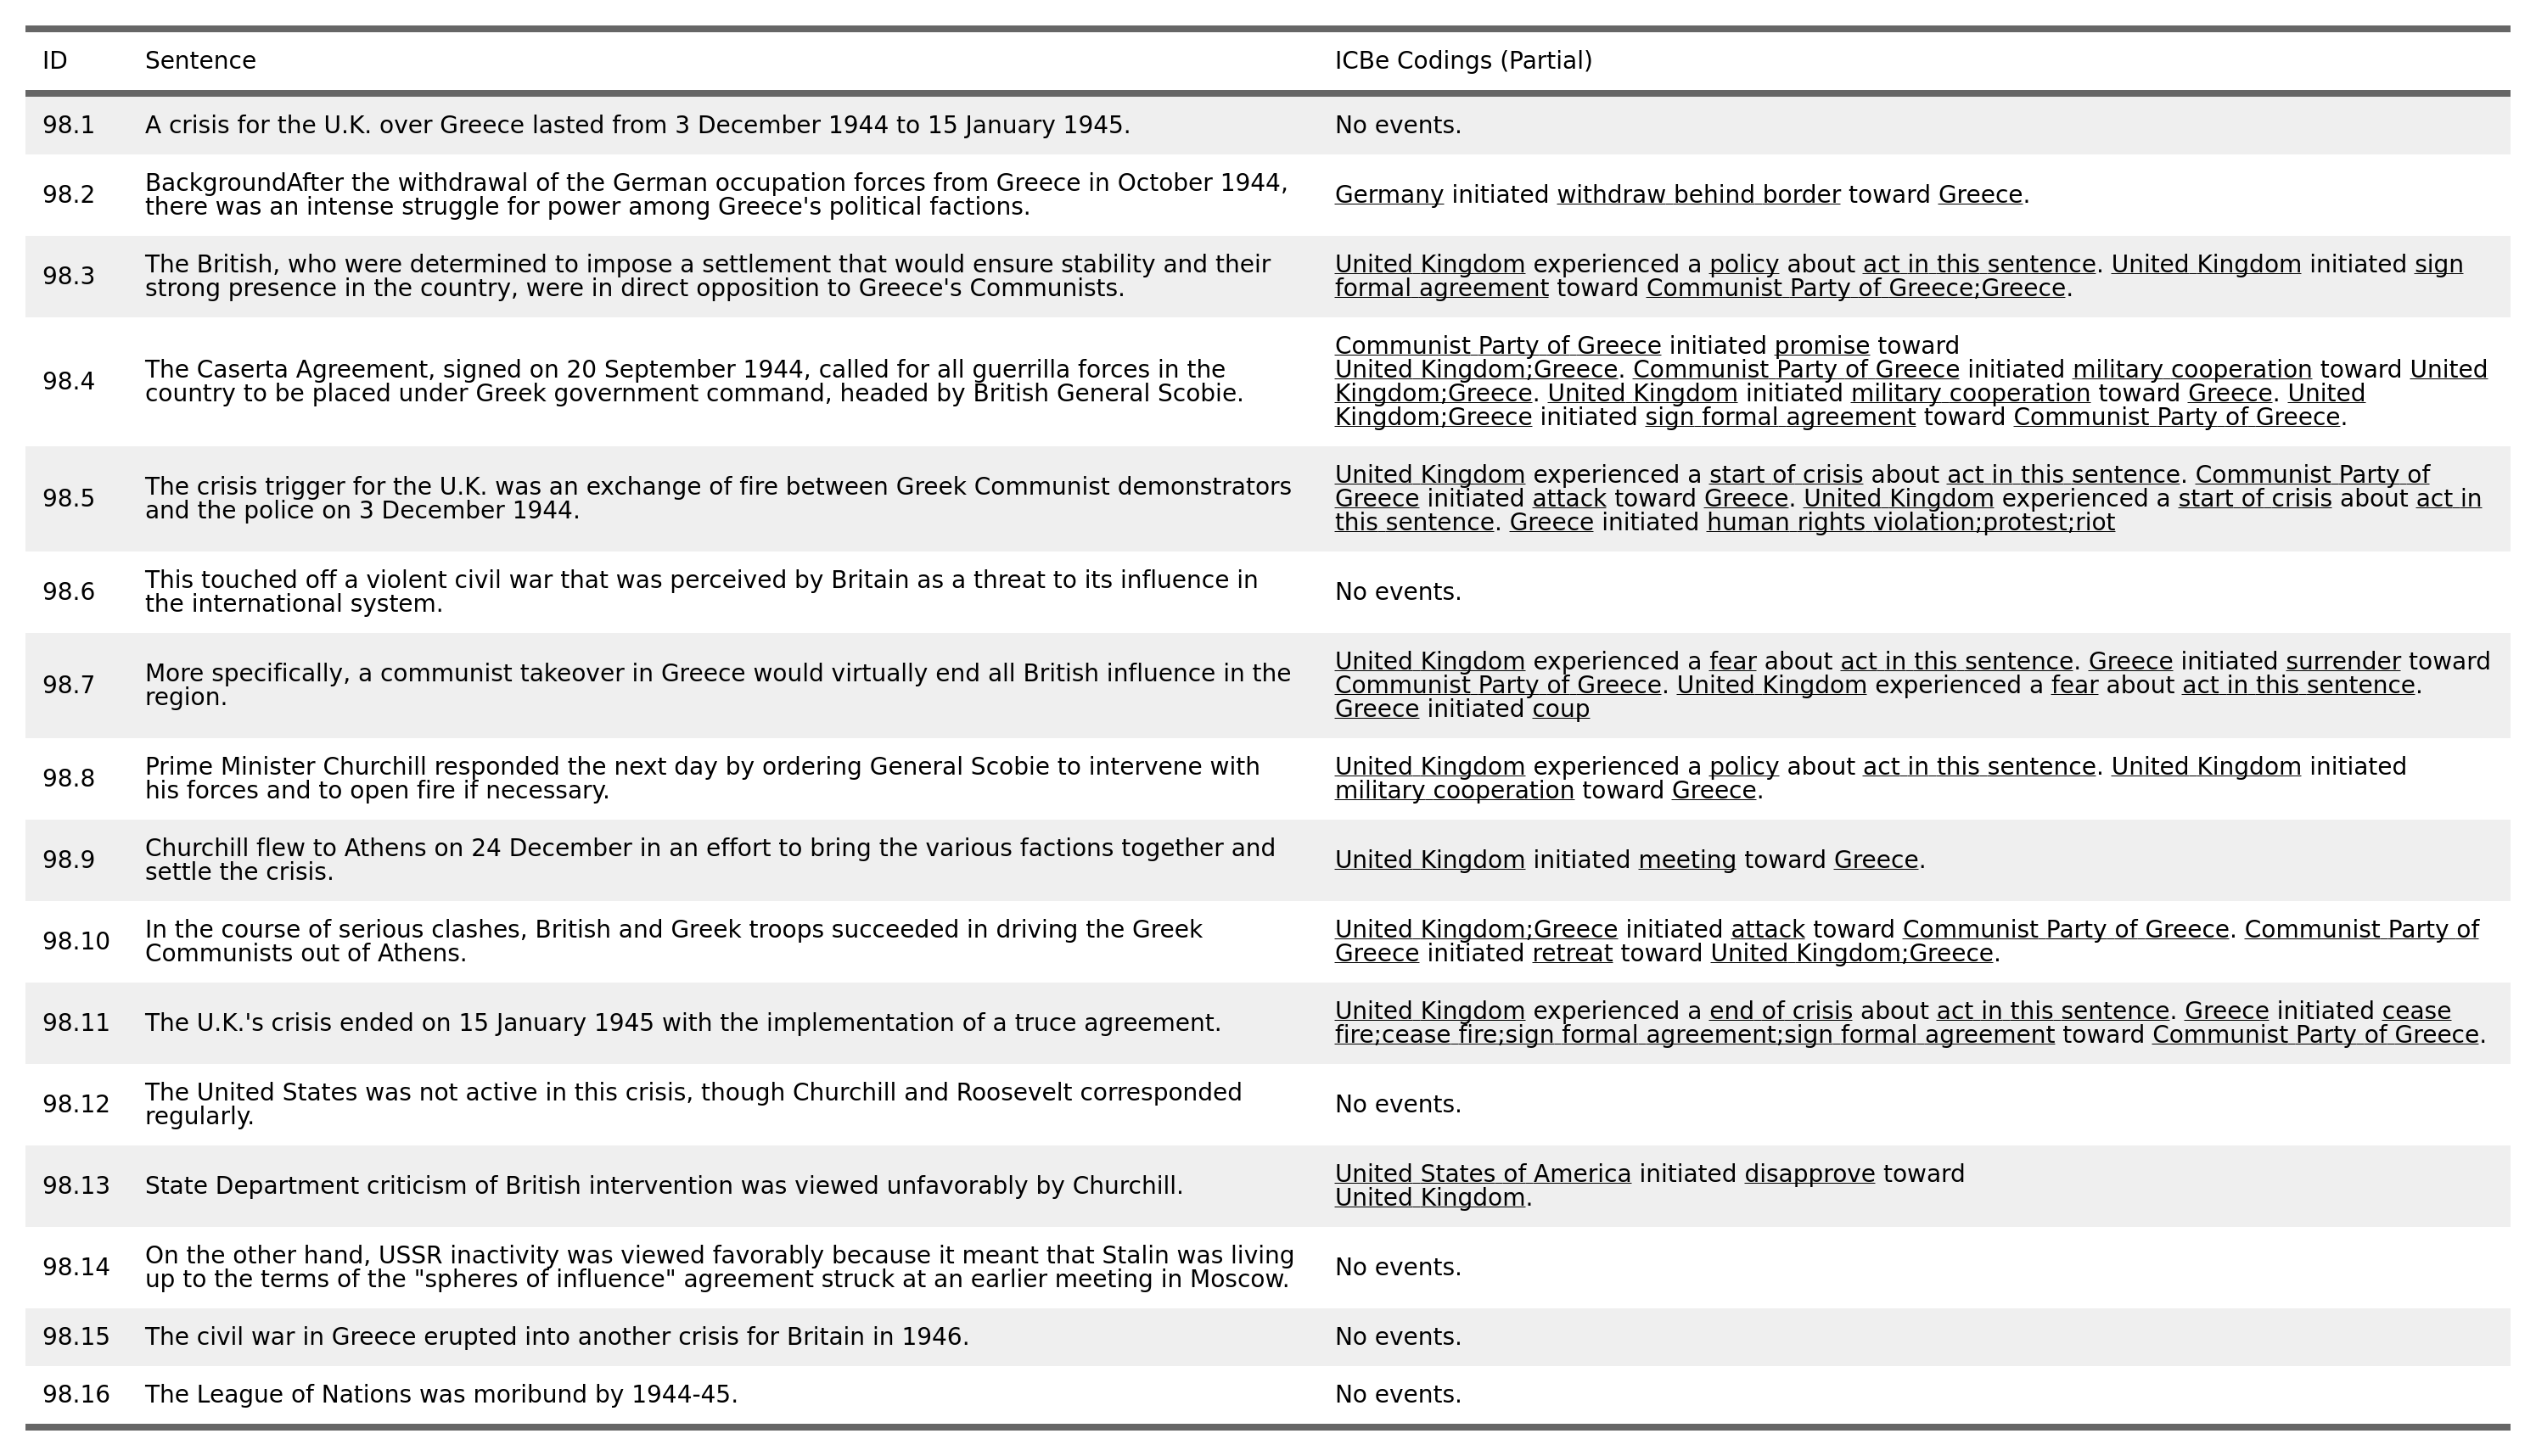 ID Sentence ICBe Codings (Partial)
98.1 A crisis for the U.K. over Greece lasted from 3 December 1944 to 15 January 1945. No events.
98.2 BackgroundAfter the withdrawal of the German occupation forces from Greece in October 1944,
there was an intense struggle for power among Greece's political factions.
Germany initiated withdraw behind border toward Greece.
98.3 The British, who were determined to impose a settlement that would ensure stability and their
strong presence in the country, were in direct opposition to Greece's Communists.
United Kingdom experienced a policy about act in this sentence. United Kingdom initiated sign
formal agreement toward Communist Party of Greece;Greece.
98.4 The Caserta Agreement, signed on 20 September 1944, called for all guerrilla forces in the
country to be placed under Greek government command, headed by British General Scobie.
Communist Party of Greece initiated promise toward
United Kingdom;Greece. Communist Party of Greece initiated military cooperation toward United
Kingdom;Greece. United Kingdom initiated military cooperation toward Greece. United
Kingdom;Greece initiated sign formal agreement toward Communist Party of Greece.
98.5 The crisis trigger for the U.K. was an exchange of fire between Greek Communist demonstrators
and the police on 3 December 1944.
United Kingdom experienced a start of crisis about act in this sentence. Communist Party of
Greece initiated attack toward Greece. United Kingdom experienced a start of crisis about act in
this sentence. Greece initiated human rights violation;protest;riot
98.6 This touched off a violent civil war that was perceived by Britain as a threat to its influence in
the international system.
No events.
98.7 More specifically, a communist takeover in Greece would virtually end all British influence in the
region.
United Kingdom experienced a fear about act in this sentence. Greece initiated surrender toward
Communist Party of Greece. United Kingdom experienced a fear about act in this sentence.
Greece initiated coup
98.8 Prime Minister Churchill responded the next day by ordering General Scobie to intervene with
his forces and to open fire if necessary.
United Kingdom experienced a policy about act in this sentence. United Kingdom initiated
military cooperation toward Greece.
98.9 Churchill flew to Athens on 24 December in an effort to bring the various factions together and
settle the crisis.
United Kingdom initiated meeting toward Greece.
98.10 In the course of serious clashes, British and Greek troops succeeded in driving the Greek
Communists out of Athens.
United Kingdom;Greece initiated attack toward Communist Party of Greece. Communist Party of
Greece initiated retreat toward United Kingdom;Greece.
98.11 The U.K.'s crisis ended on 15 January 1945 with the implementation of a truce agreement.
United Kingdom experienced a end of crisis about act in this sentence. Greece initiated cease
fire;cease fire;sign formal agreement;sign formal agreement toward Communist Party of Greece.
98.12 The United States was not active in this crisis, though Churchill and Roosevelt corresponded
regularly.
No events.
98.13 State Department criticism of British intervention was viewed unfavorably by Churchill.
United States of America initiated disapprove toward
United Kingdom.
98.14 On the other hand, USSR inactivity was viewed favorably because it meant that Stalin was living
up to the terms of the "spheres of influence" agreement struck at an earlier meeting in Moscow.
No events.
98.15 The civil war in Greece erupted into another crisis for Britain in 1946. No events.
98.16 The League of Nations was moribund by 1944-45. No events.